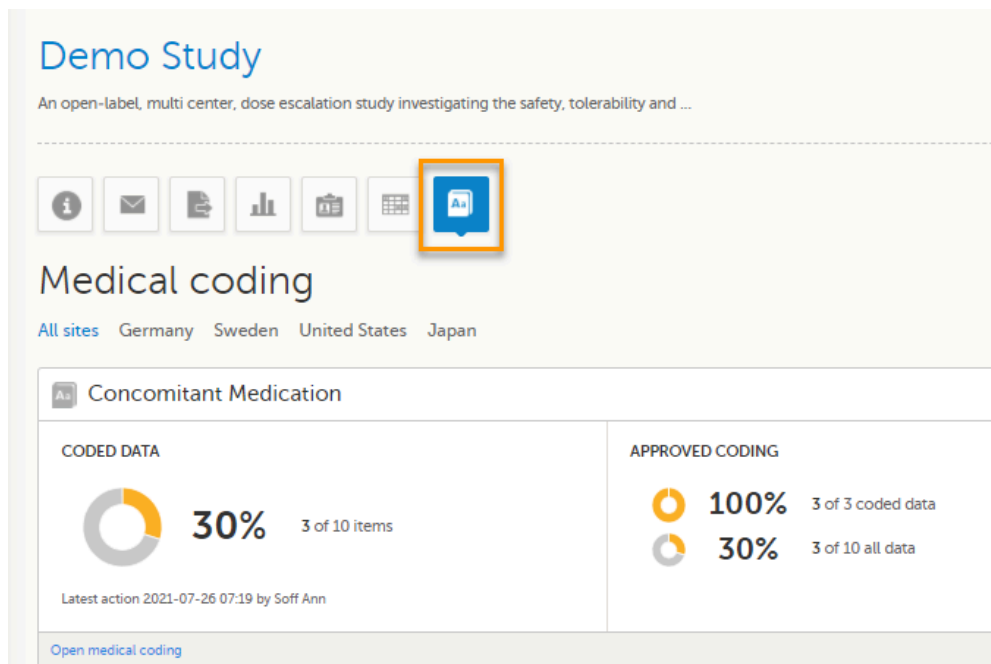 Demo Study
An open-label, multi center, dose escalation study investigating the safety, tolerability and ...
Aa
Medical coding
All sites Germany Sweden United States Japan
Aa Concomitant Medication
CODED DATA
30% 3 of 10 items
Latest action 2021-07-26 07:19 by Soff Ann
APPROVED CODING
100% 3 of 3 coded data
30% 3 of 10 all data
Open medical coding